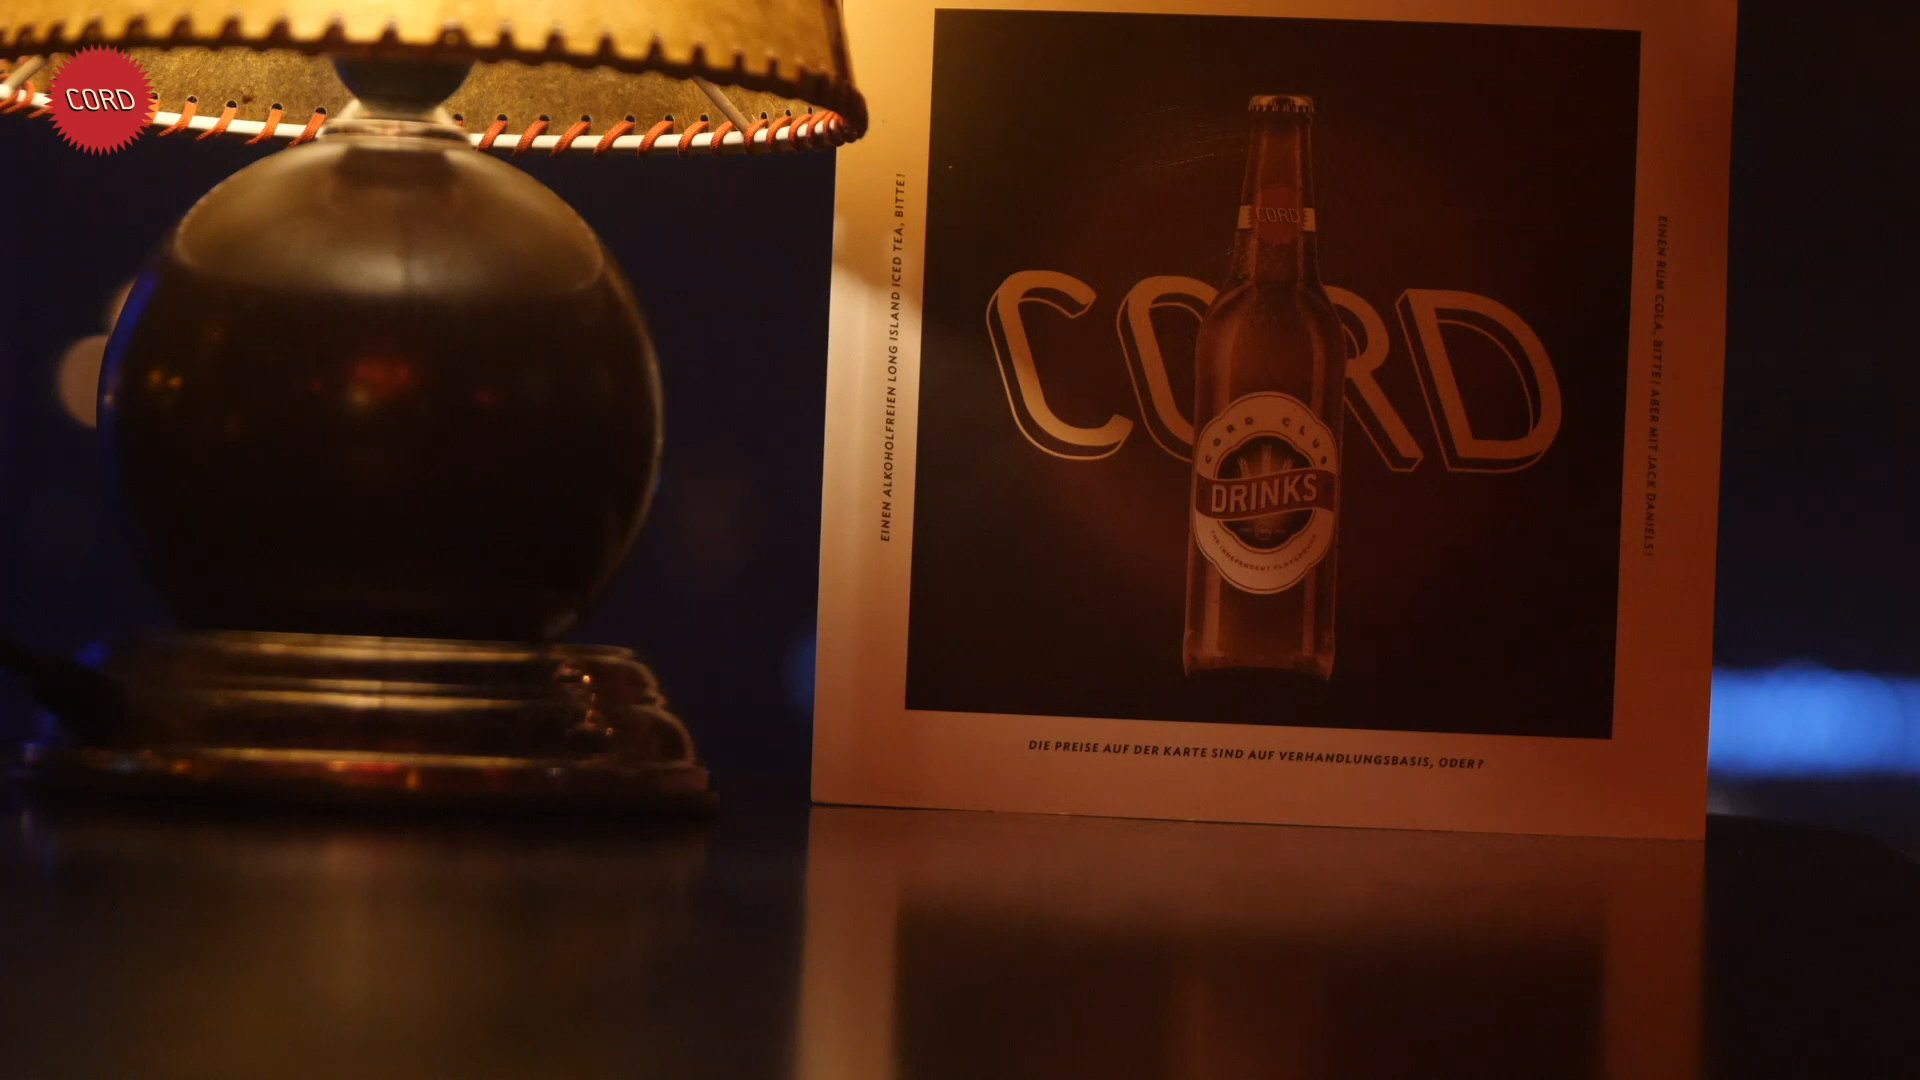 CORD
EINEN ALKOHOLFREIEN LONG ISLAND ICED TEA, BITTE!
CORD
CORD
CORD CLUB
DRINKS
EINEN RUM COLA, BITTE! ABER MIT JACK DANIELS!
DIE PREISE AUF DER KARTE SIND AUF VERHANDLUNGSBASIS, ODER?